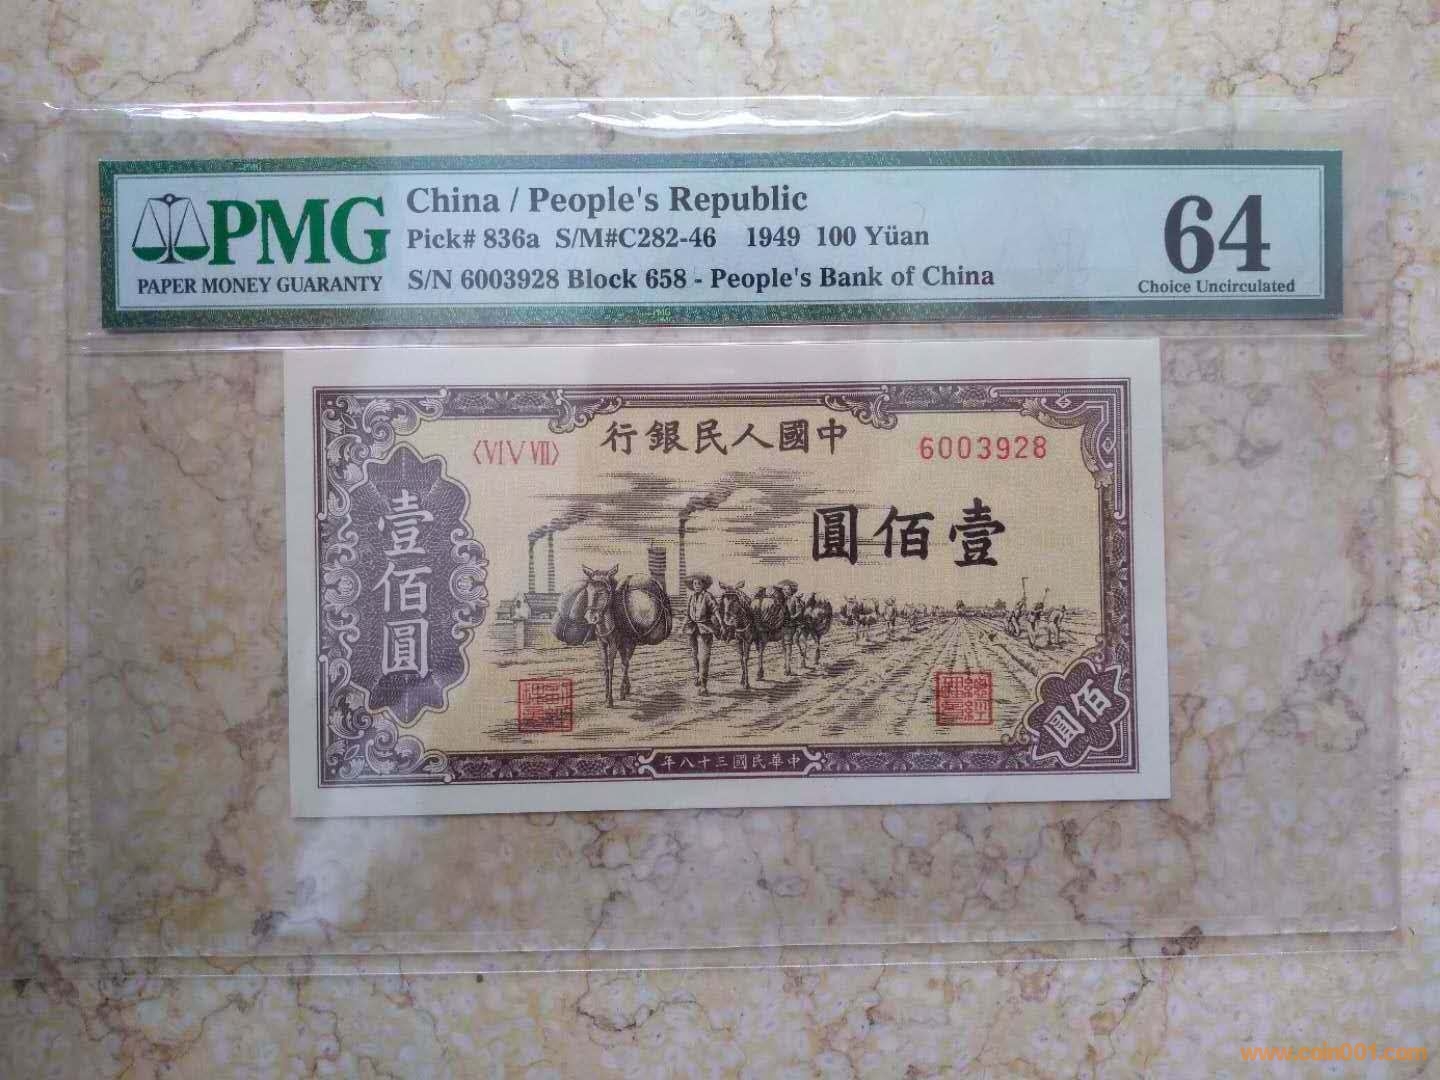 PMG
PAPER MONEY GUARANTY
China / People's Republic
Pick# 836a S/M#C282-46 1949 100 Yüan
S/N 6003928 Block 658 - People's Bank of China
64
Choice Uncirculated
〈VI V VIII〉
行銀民人國中
6003928
圓佰壹
壹佰圓
佰圓
年八十三國民華中
www.coin001.com